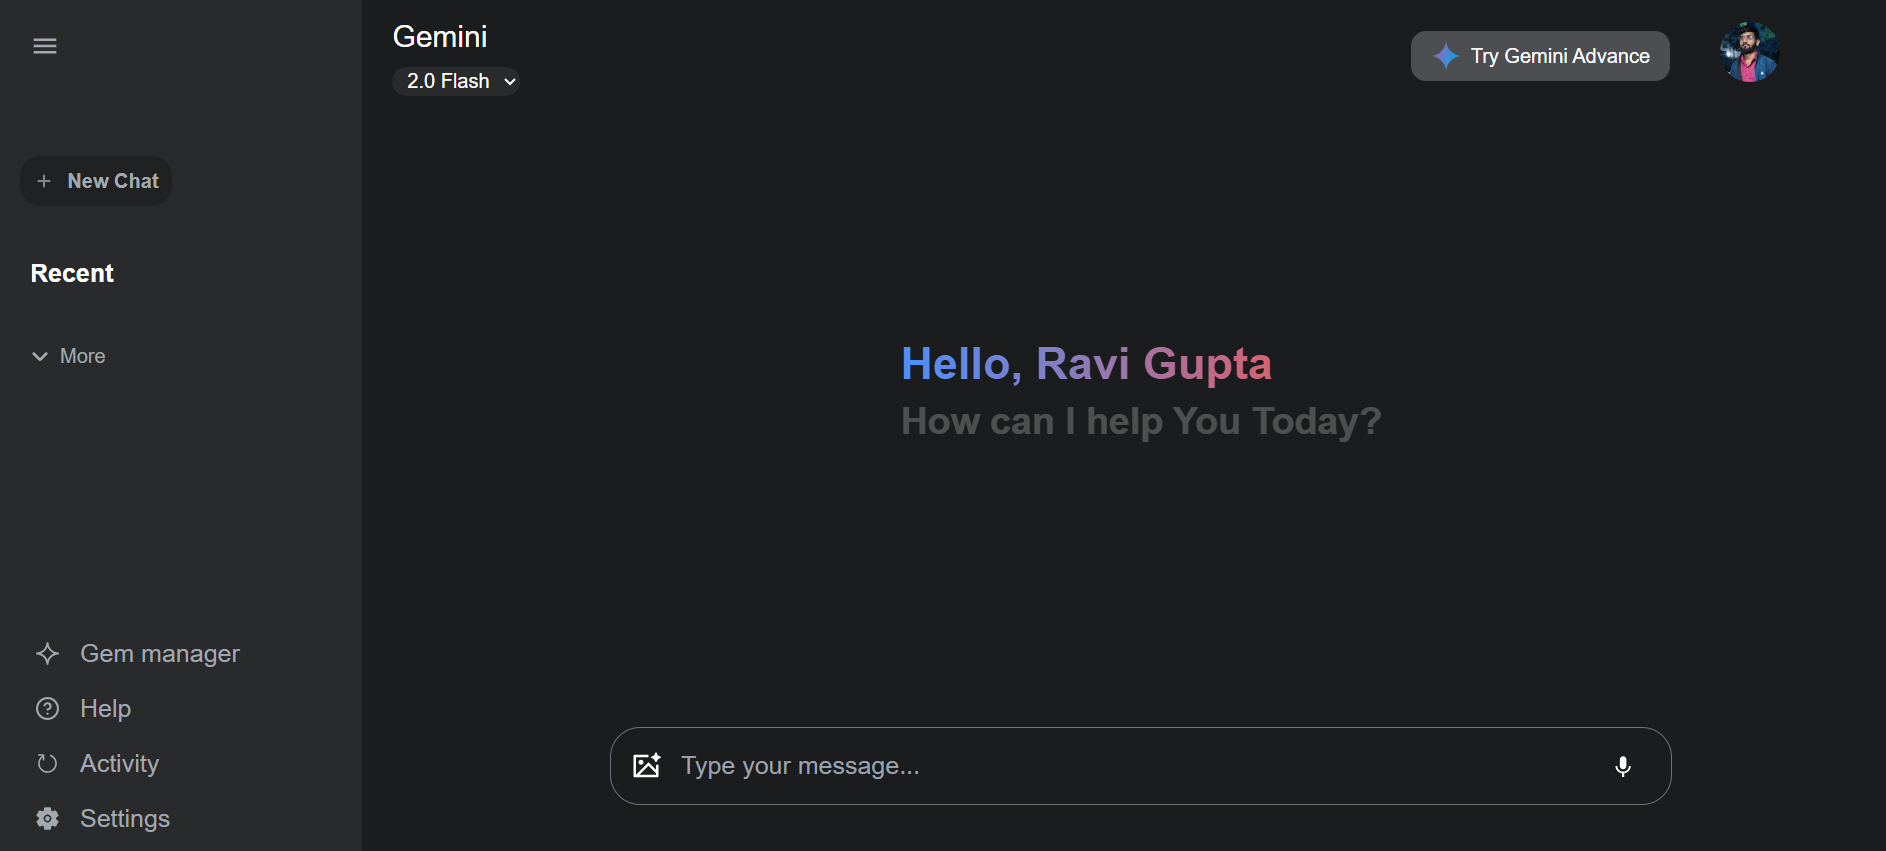 Gemini
2.0 Flash
Try Gemini Advance
New Chat
Recent
More
Hello, Ravi Gupta
How can I help You Today?
Gem manager
Help
Activity
Settings
Type your message...